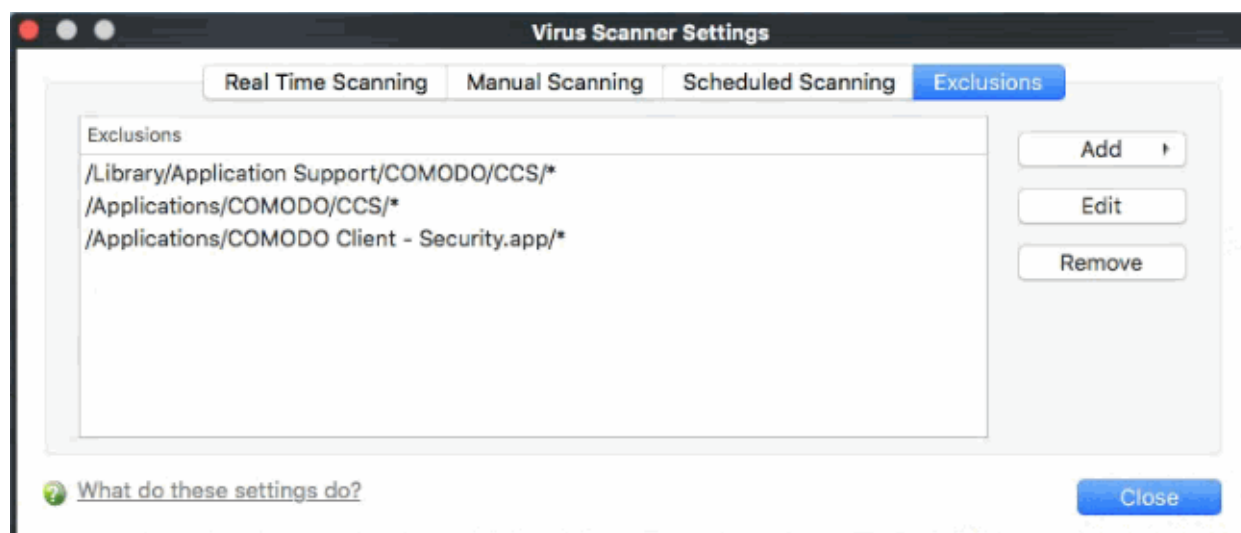 Virus Scanner Settings
Real Time Scanning Manual Scanning Scheduled Scanning Exclusions
Exclusions
/Library/Application Support/COMODO/CCS/*
/Applications/COMODO/CCS/*
/Applications/COMODO Client - Security.app/*
Add
Edit
Remove
What do these settings do?
Close